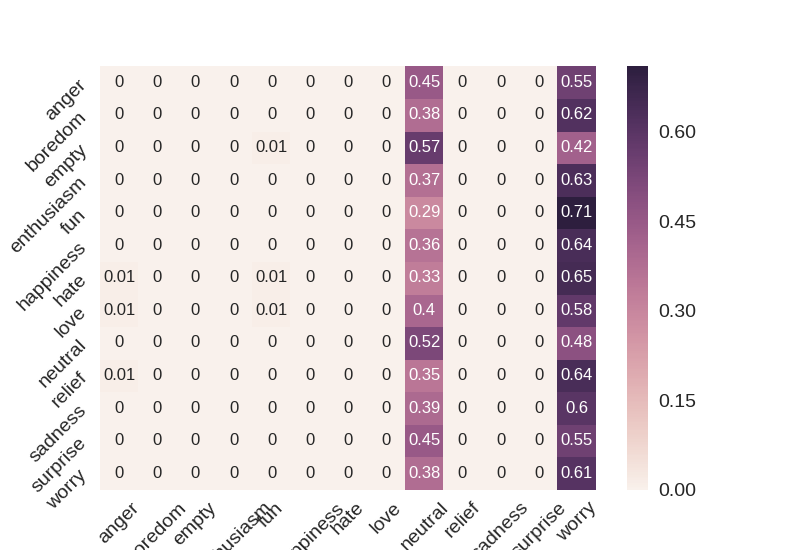 anger 0 0 0 0 0 0 0 0 0.45 0 0 0 0.55
boredom 0 0 0 0 0 0 0 0 0.38 0 0 0 0.62
empty 0 0 0 0 0.01 0 0 0 0.57 0 0 0 0.42
enthusiasm 0 0 0 0 0 0 0 0 0.37 0 0 0 0.63
fun 0 0 0 0 0 0 0 0 0.29 0 0 0 0.71
happiness 0 0 0 0 0 0 0 0 0.36 0 0 0 0.64
hate 0.01 0 0 0 0.01 0 0 0 0.33 0 0 0 0.65
love 0.01 0 0 0 0.01 0 0 0 0.4 0 0 0 0.58
neutral 0 0 0 0 0 0 0 0 0.52 0 0 0 0.48
relief 0.01 0 0 0 0 0 0 0 0.35 0 0 0 0.64
sadness 0 0 0 0 0 0 0 0 0.39 0 0 0 0.6
surprise 0 0 0 0 0 0 0 0 0.45 0 0 0 0.55
worry 0 0 0 0 0 0 0 0 0.38 0 0 0 0.61
anger oredom empty husiasm fun ppiness hate love neutral relief adness surprise worry
0.60
0.45
0.30
0.15
0.00